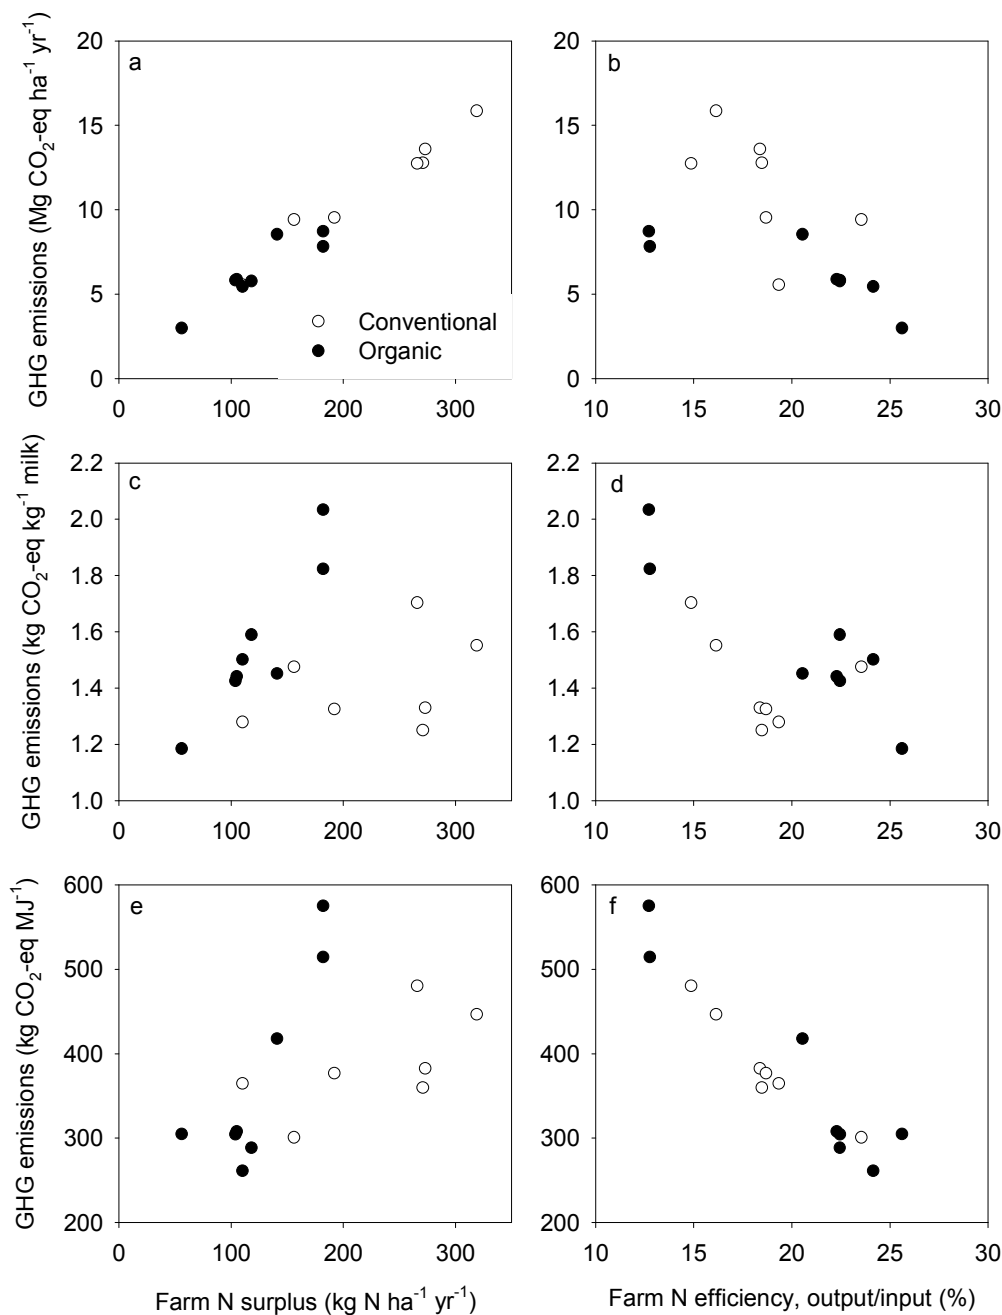 a
b
GHG emissions (Mg CO₂-eq ha⁻¹ yr⁻¹)
20
15
10
5
0
0 100 200 300
Conventional
Organic
20
15
10
5
0
10 15 20 25 30
c
d
GHG emissions (kg CO₂-eq kg⁻¹ milk)
2.2
2.0
1.8
1.6
1.4
1.2
1.0
0 100 200 300
2.2
2.0
1.8
1.6
1.4
1.2
1.0
10 15 20 25 30
e
f
GHG emissions (kg CO₂-eq MJ⁻¹)
600
500
400
300
200
0 100 200 300
Farm N surplus (kg N ha⁻¹ yr⁻¹)
600
500
400
300
200
10 15 20 25 30
Farm N efficiency, output/input (%)